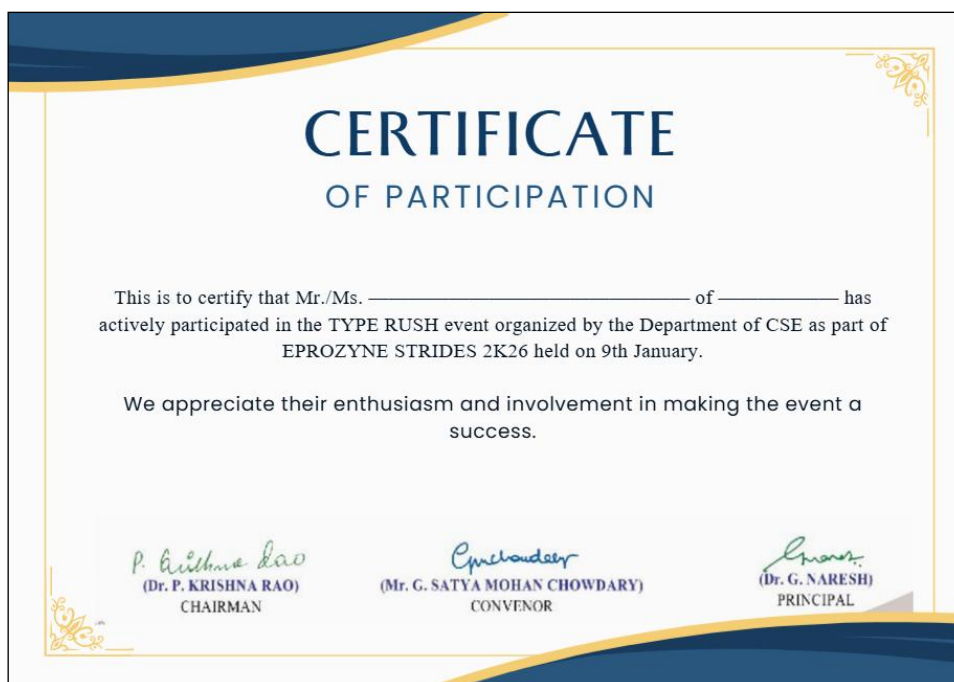 CERTIFICATE
OF PARTICIPATION
This is to certify that Mr./Ms. ———————————————— of —————— has
actively participated in the TYPE RUSH event organized by the Department of CSE as part of
EPROZYNE STRIDES 2K26 held on 9th January.
We appreciate their enthusiasm and involvement in making the event a
success.
P. Krishna Rao
(Dr. P. KRISHNA RAO)
CHAIRMAN
(Mr. G. SATYA MOHAN CHOWDARY)
CONVENOR
(Dr. G. NARESH)
PRINCIPAL